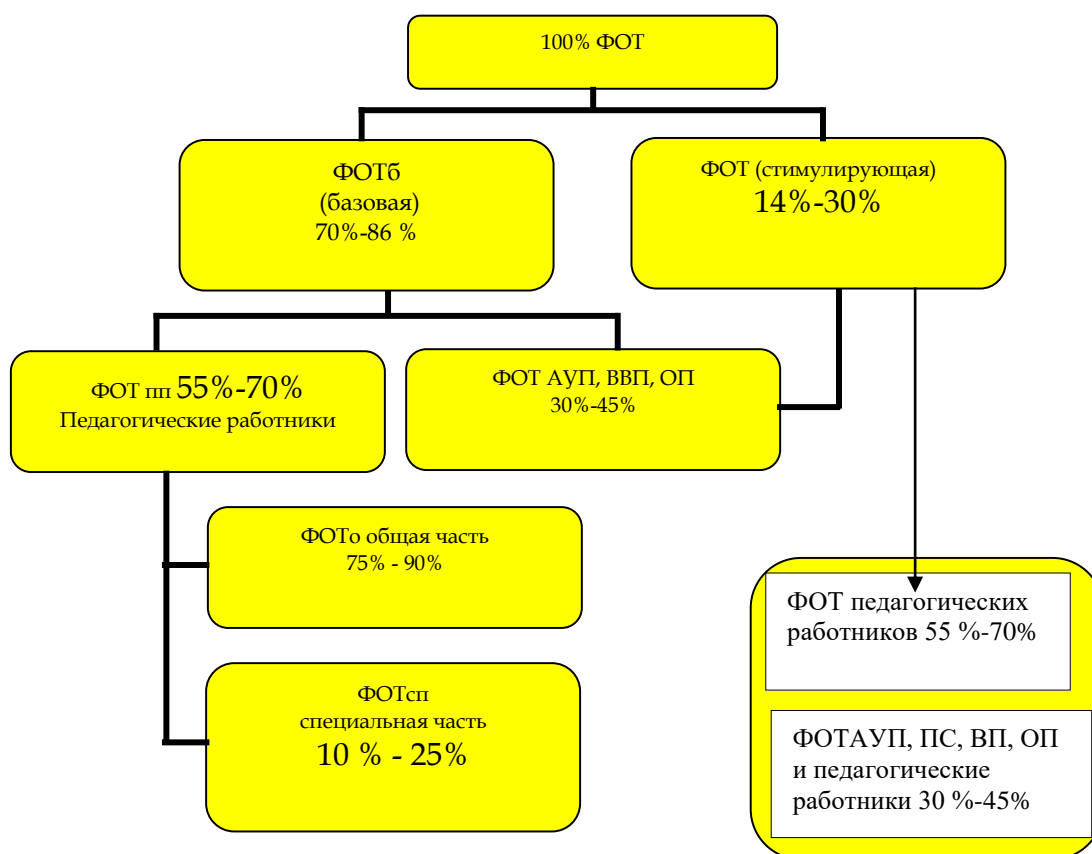 100% ФОТ
ФОТб
(базовая)
70%-86 %
ФОТ (стимулирующая)
14%-30%
ФОТ пп 55%-70%
Педагогические работники
ФОТ АУП, ВВП, ОП
30%-45%
ФОТо общая часть
75% - 90%
ФОТсп
специальная часть
10 % - 25%
ФОТ педагогических
работников 55 %-70%
ФОТАУП, ПС, ВП, ОП
и педагогические
работники 30 %-45%